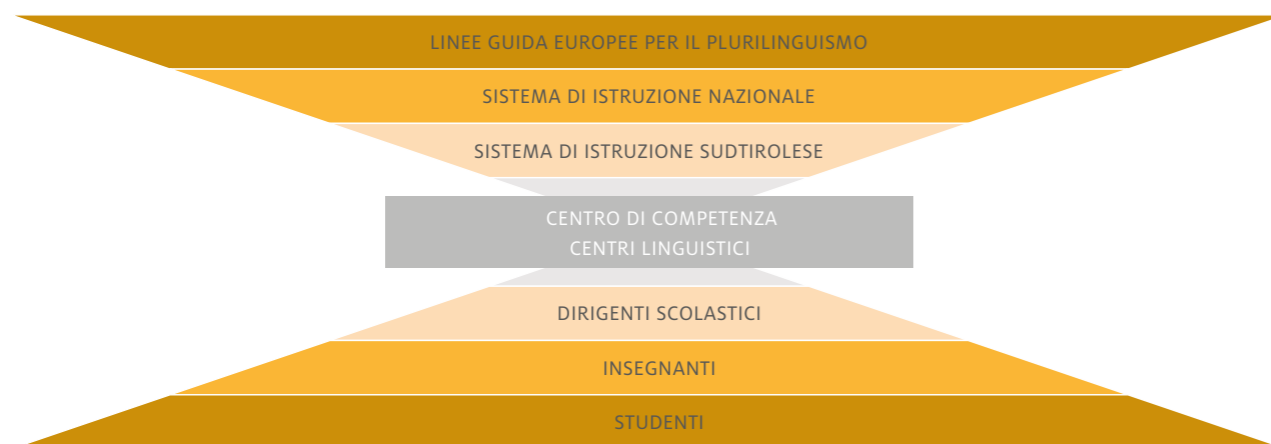 LINEE GUIDA EUROPEE PER IL PLURILINGUISMO
SISTEMA DI ISTRUZIONE NAZIONALE
SISTEMA DI ISTRUZIONE SUDTIROLESE
CENTRO DI COMPETENZA
CENTRI LINGUISTICI
DIRIGENTI SCOLASTICI
INSEGNANTI
STUDENTI